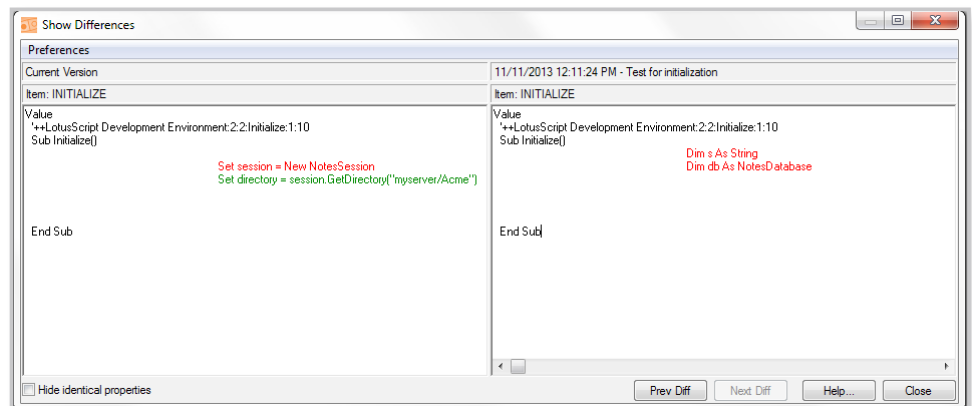 Show Differences
Preferences
Current Version
11/11/2013 12:11:24 PM - Test for initialization
Item: INITIALIZE
Item: INITIALIZE
Value
'++LotusScript Development Environment:2:2:Initialize:1:10
Sub Initialize()
Set session = New NotesSession
Set directory = session.GetDirectory("myserver/Acme")
End Sub
Value
'++LotusScript Development Environment:2:2:Initialize:1:10
Sub Initialize()
Dim s As String
Dim db As NotesDatabase
End Sub
Hide identical properties
Prev Diff
Next Diff
Help...
Close